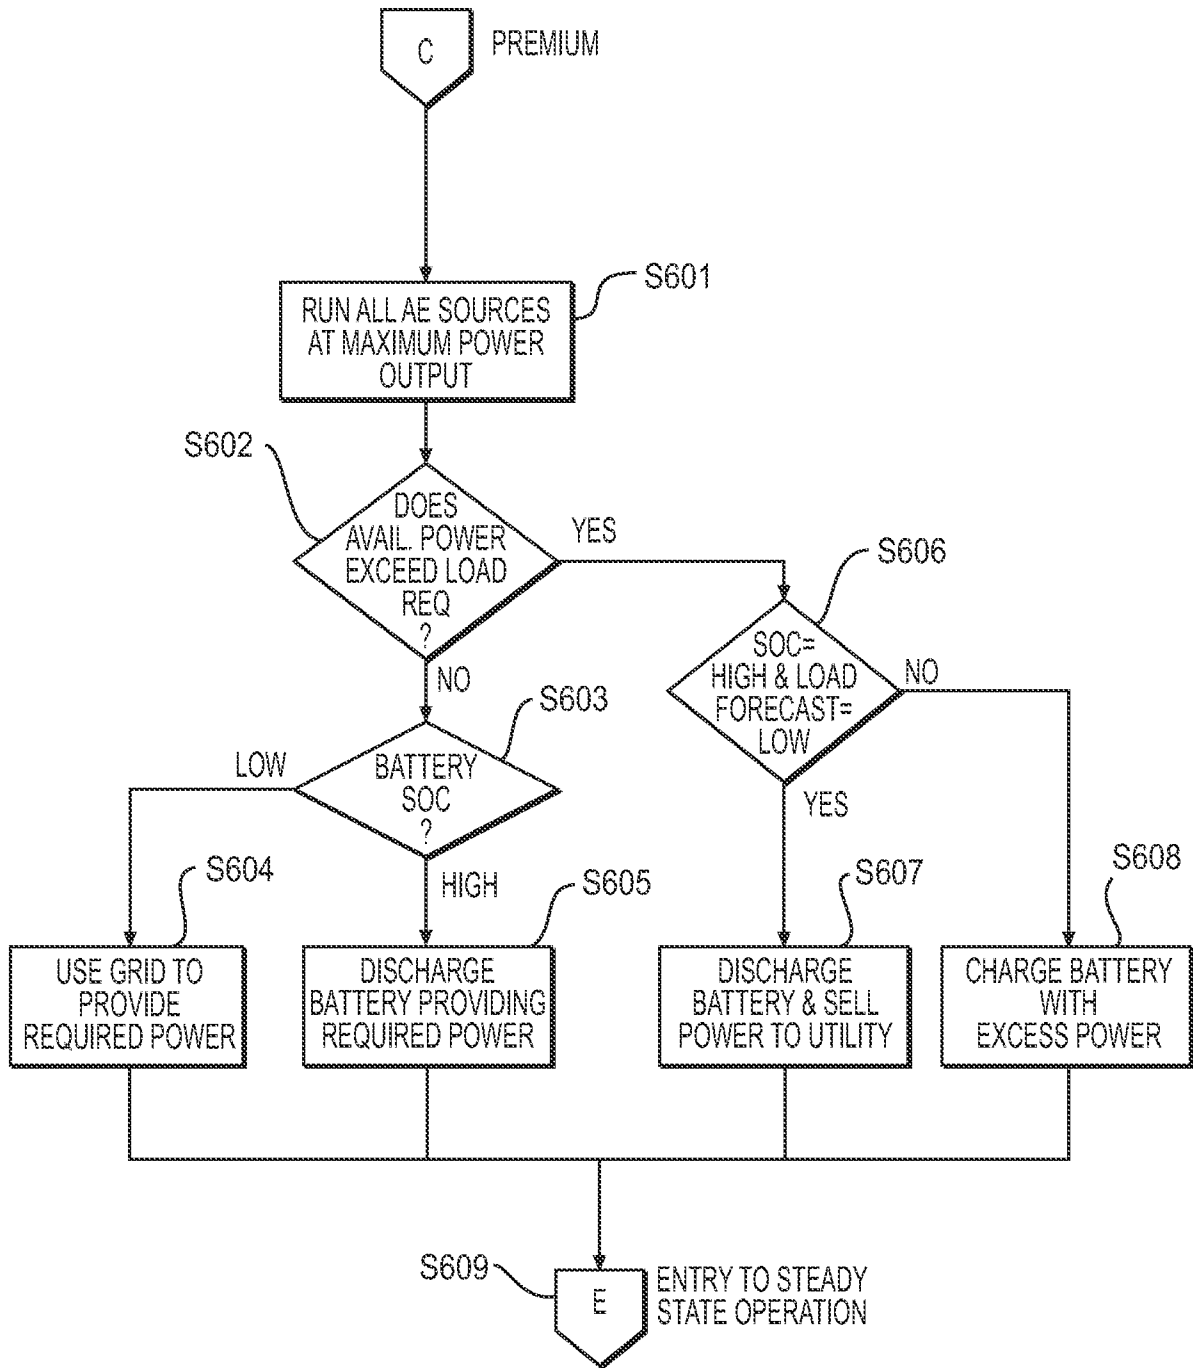 C
PREMIUM
S601
RUN ALL AE SOURCES
AT MAXIMUM POWER
OUTPUT
S602
DOES
AVAIL. POWER
EXCEED LOAD
REQ
?
YES
NO
S606
SOC=
HIGH & LOAD
FORECAST=
LOW
NO
YES
S603
BATTERY
SOC
?
LOW
HIGH
S604
USE GRID TO
PROVIDE
REQUIRED POWER
S605
DISCHARGE
BATTERY PROVIDING
REQUIRED POWER
S607
DISCHARGE
BATTERY & SELL
POWER TO UTILITY
S608
CHARGE BATTERY
WITH
EXCESS POWER
S609
E
ENTRY TO STEADY
STATE OPERATION